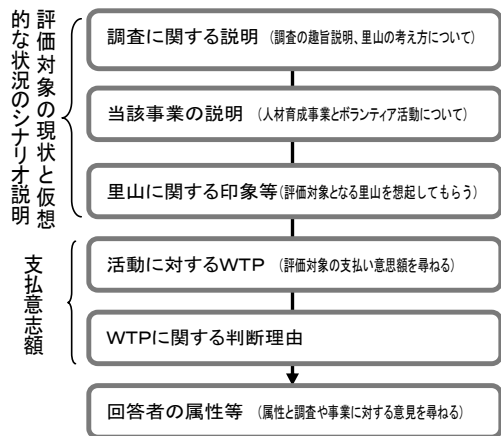 評価対象の現状と仮想
的な状況のシナリオ説明
調査に関する説明（調査の趣旨説明、里山の考え方について）
当該事業の説明（人材育成事業とボランティア活動について）
里山に関する印象等（評価対象となる里山を想起してもらう）
支払意志額
活動に対するWTP（評価対象の支払い意思額を尋ねる）
WTPに関する判断理由
回答者の属性等（属性と調査や事業に対する意見を尋ねる）